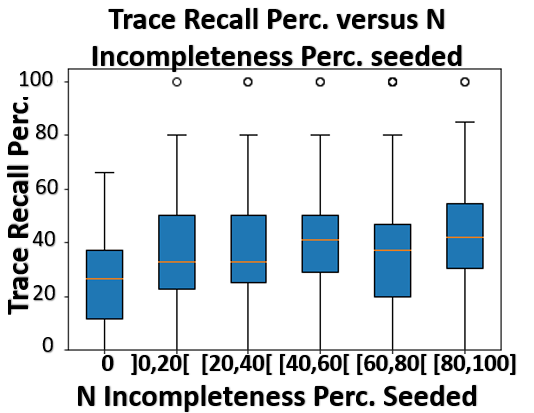 Trace Recall Perc. versus N
Incompleteness Perc. seeded
Trace Recall Perc.
100
80
60
40
20
0
0 ]0,20[ [20,40[ [40,60[ [60,80[ [80,100]
N Incompleteness Perc. Seeded